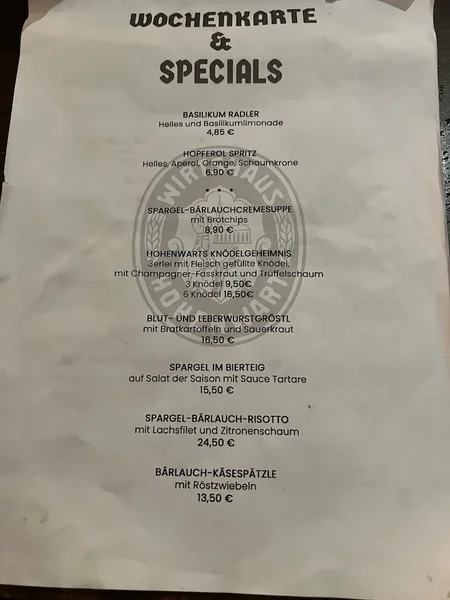 WOCHENKARTE
&
SPECIALS
BASILIKUM RADLER
Helles und Basilikumlimonade
4,85 €
HOPFEROL SPRITZ
Helles, Aperol, Orange, Schaumkrone
6,90 €
• • •
SPARGEL-BÄRLAUCHCREMESUPPE
mit Brotchips
8,90 €
HOHENWARTS KNÖDELGEHEIMNIS
3erlei mit Fleisch gefüllte Knödel,
mit Champagner-Fasskraut und Trüffelschaum
3 Knödel 9,50€
6 Knödel 16,50€
BLUT- UND LEBERWURSTGRÖSTL
mit Bratkartoffeln und Sauerkraut
16,50 €
SPARGEL IM BIERTEIG
auf Salat der Saison mit Sauce Tartare
15,50 €
SPARGEL-BÄRLAUCH-RISOTTO
mit Lachsfilet und Zitronenschaum
24,50 €
BÄRLAUCH-KÄSESPÄTZLE
mit Röstzwiebeln
13,50 €
WIRTSHAUS
HOHENWARTE